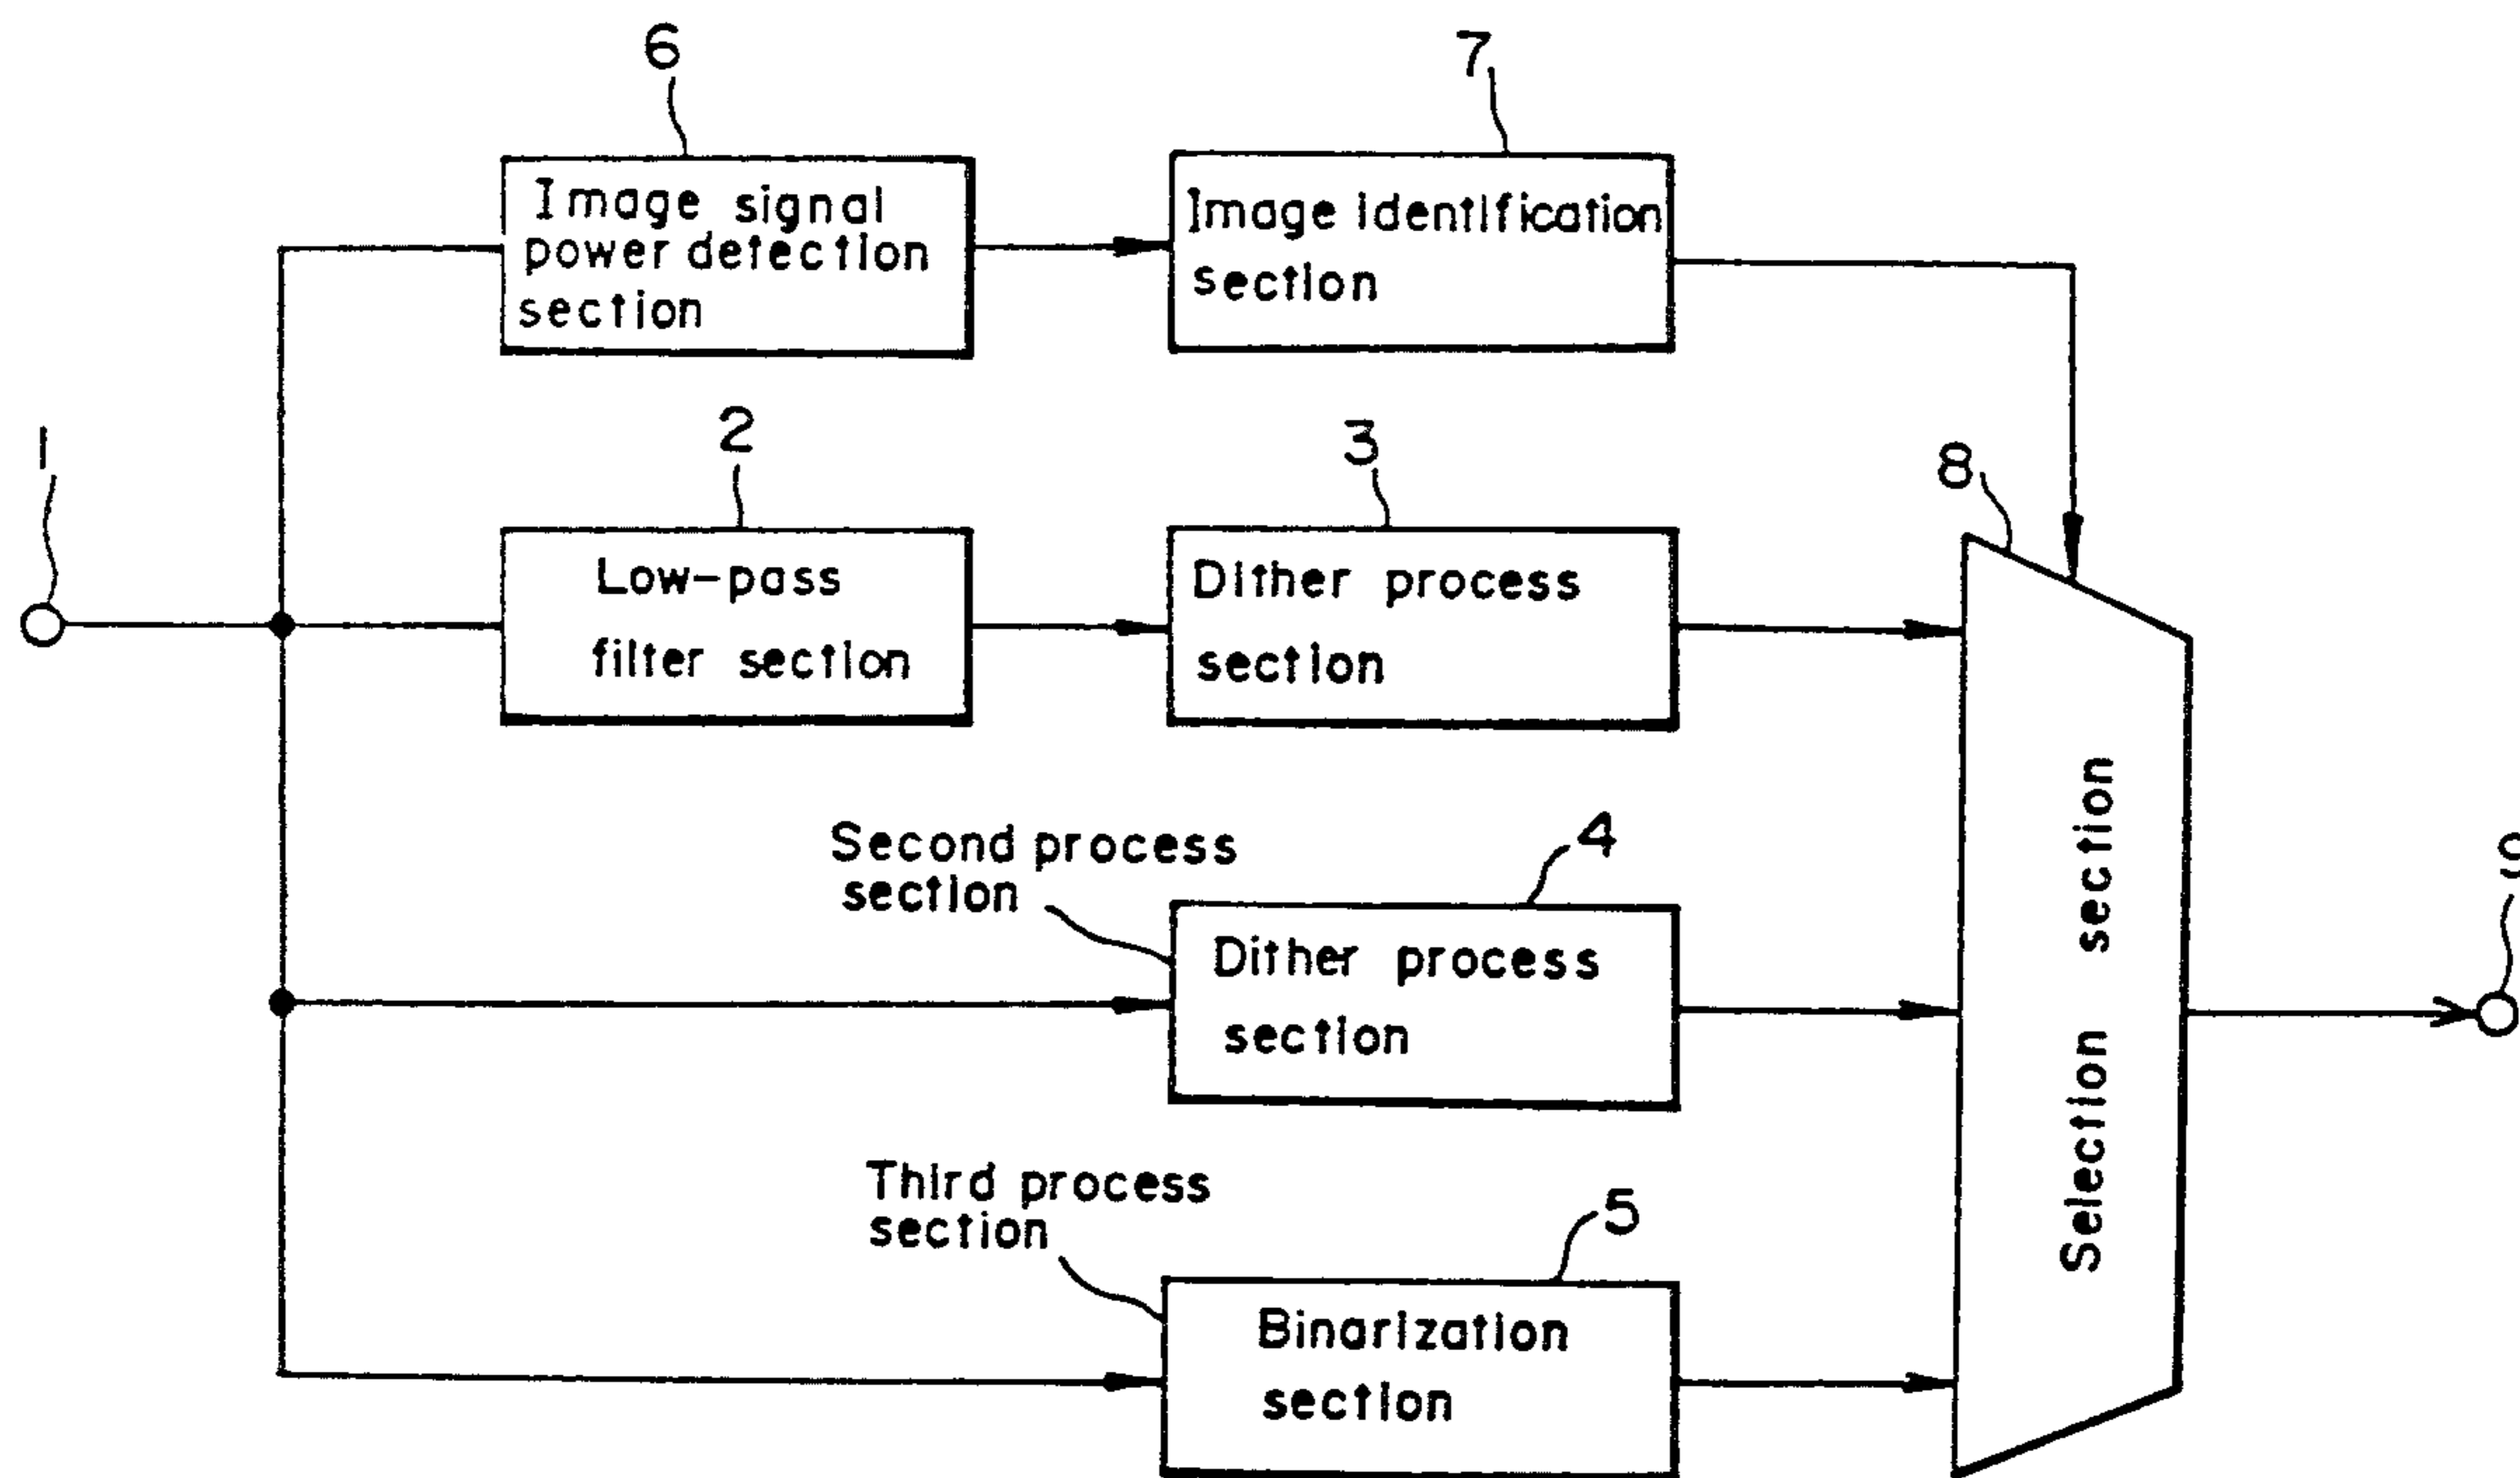 6
7
Image signal
power detection
section
Image identification
section
1
2
3
8
Low-pass
filter section
Dither process
section
Second process
section
4
Dither process
section
Selection section
Third process
section
5
Binarization
section